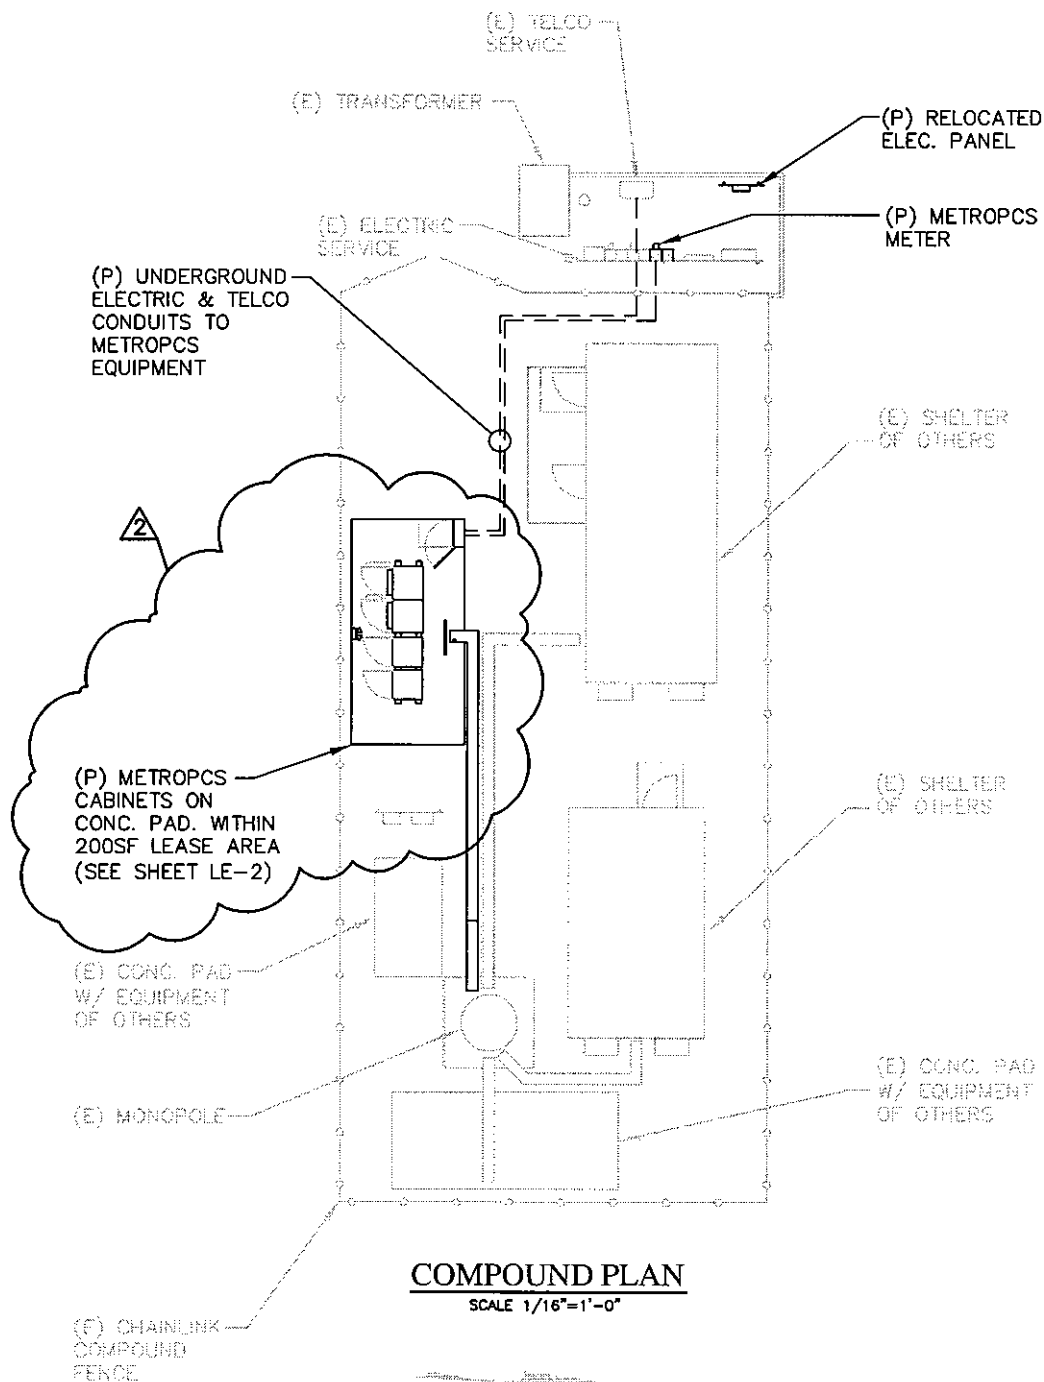 (E) TELCO
SERVICE
(E) TRANSFORMER
(P) RELOCATED
ELEC. PANEL
(E) ELECTRIC
SERVICE
(P) METROPCS
METER
(P) UNDERGROUND
ELECTRIC & TELCO
CONDUITS TO
METROPCS
EQUIPMENT
(E) SHELTER
OF OTHERS
2
(P) METROPCS
CABINETS ON
CONC. PAD. WITHIN
200SF LEASE AREA
(SEE SHEET LE-2)
(E) SHELTER
OF OTHERS
(E) CONC. PAD
W/ EQUIPMENT
OF OTHERS
(E) CONC. PAD
W/ EQUIPMENT
OF OTHERS
(E) MONOPOLE
COMPOUND PLAN
SCALE 1/16"=1'-0"
(E) CHAINLINK
COMPOUND
FENCE